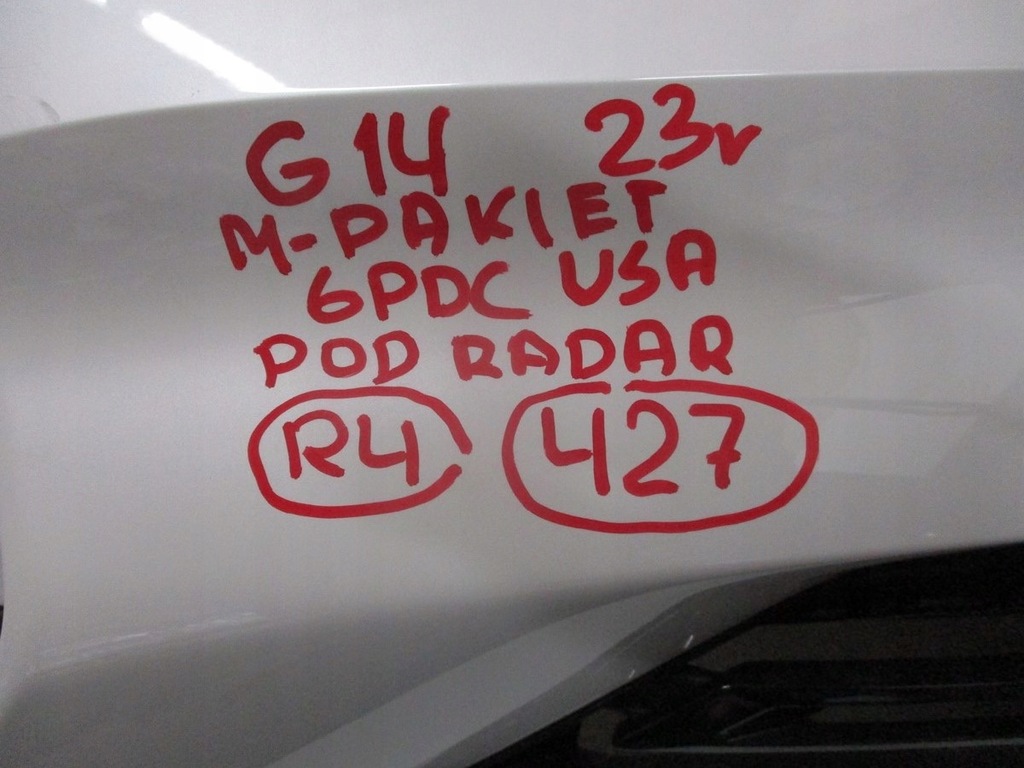 G14 23r
M-PAKIET
6PDC USA
POD RADAR
R4 427